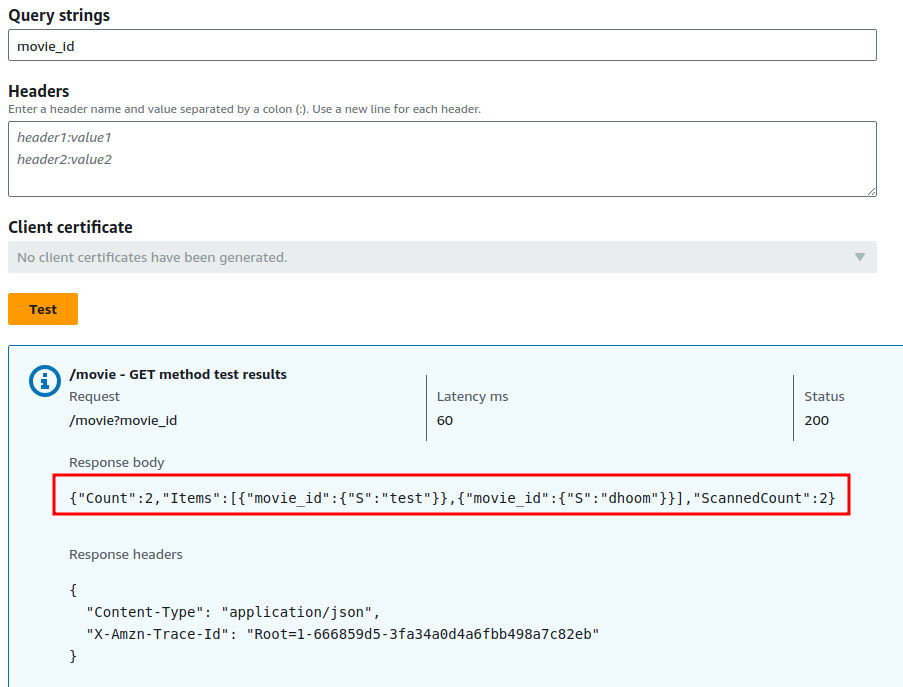 Query strings
movie_id
Headers
Enter a header name and value separated by a colon (:). Use a new line for each header.
header1:value1
header2:value2
Client certificate
No client certificates have been generated.
Test
/movie - GET method test results
Request
Latency ms
Status
/movie?movie_id
60
200
Response body
{"Count":2,"Items":[{"movie_id":{"S":"test"}},{"movie_id":{"S":"dhoom"}}],"ScannedCount":2}
Response headers
{
  "Content-Type": "application/json",
  "X-Amzn-Trace-Id": "Root=1-666859d5-3fa34a0d4a6fbb498a7c82eb"
}